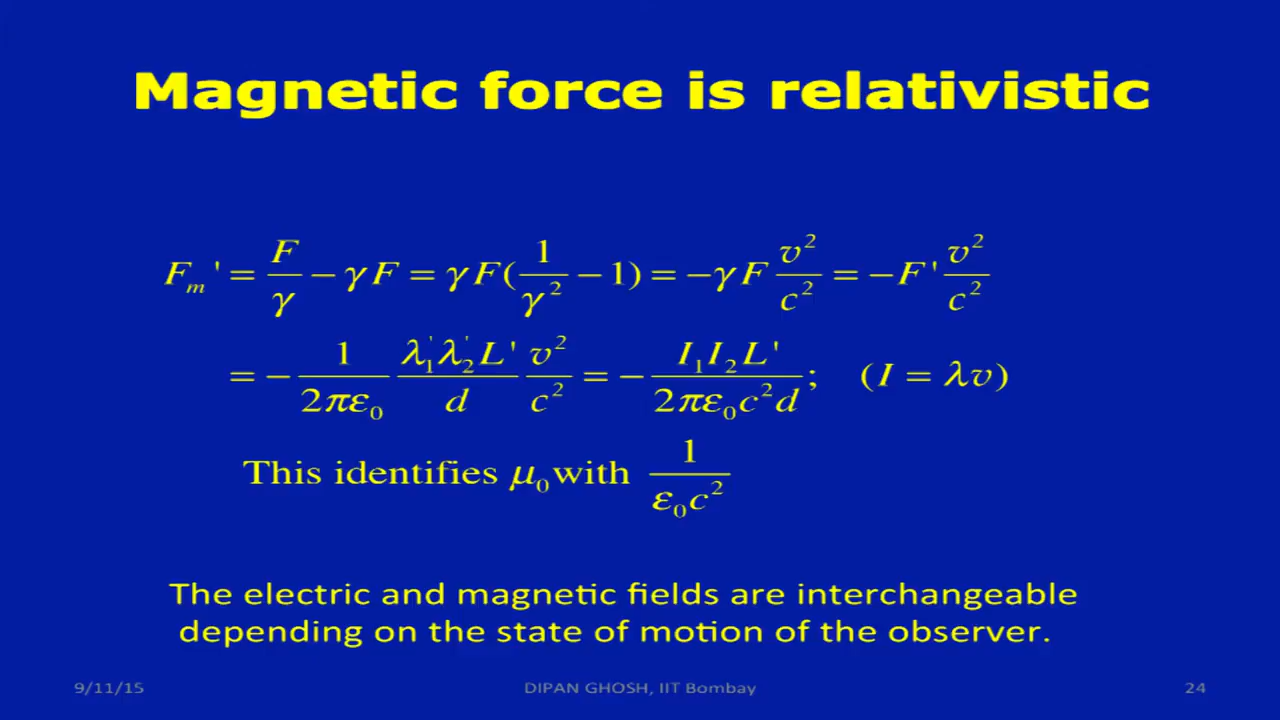 Magnetic force is relativistic
F_m' = F/γ − γF = γF(1/γ² − 1) = −γF v²/c² = −F' v²/c²
= − 1/(2πε₀) λ₁'λ₂'L'/d v²/c² = − I₁I₂L'/(2πε₀c²d); (I = λv)
This identifies μ₀ with 1/(ε₀c²)
The electric and magnetic fields are interchangeable
depending on the state of motion of the observer.
9/11/15 DIPAN GHOSH, IIT Bombay 24